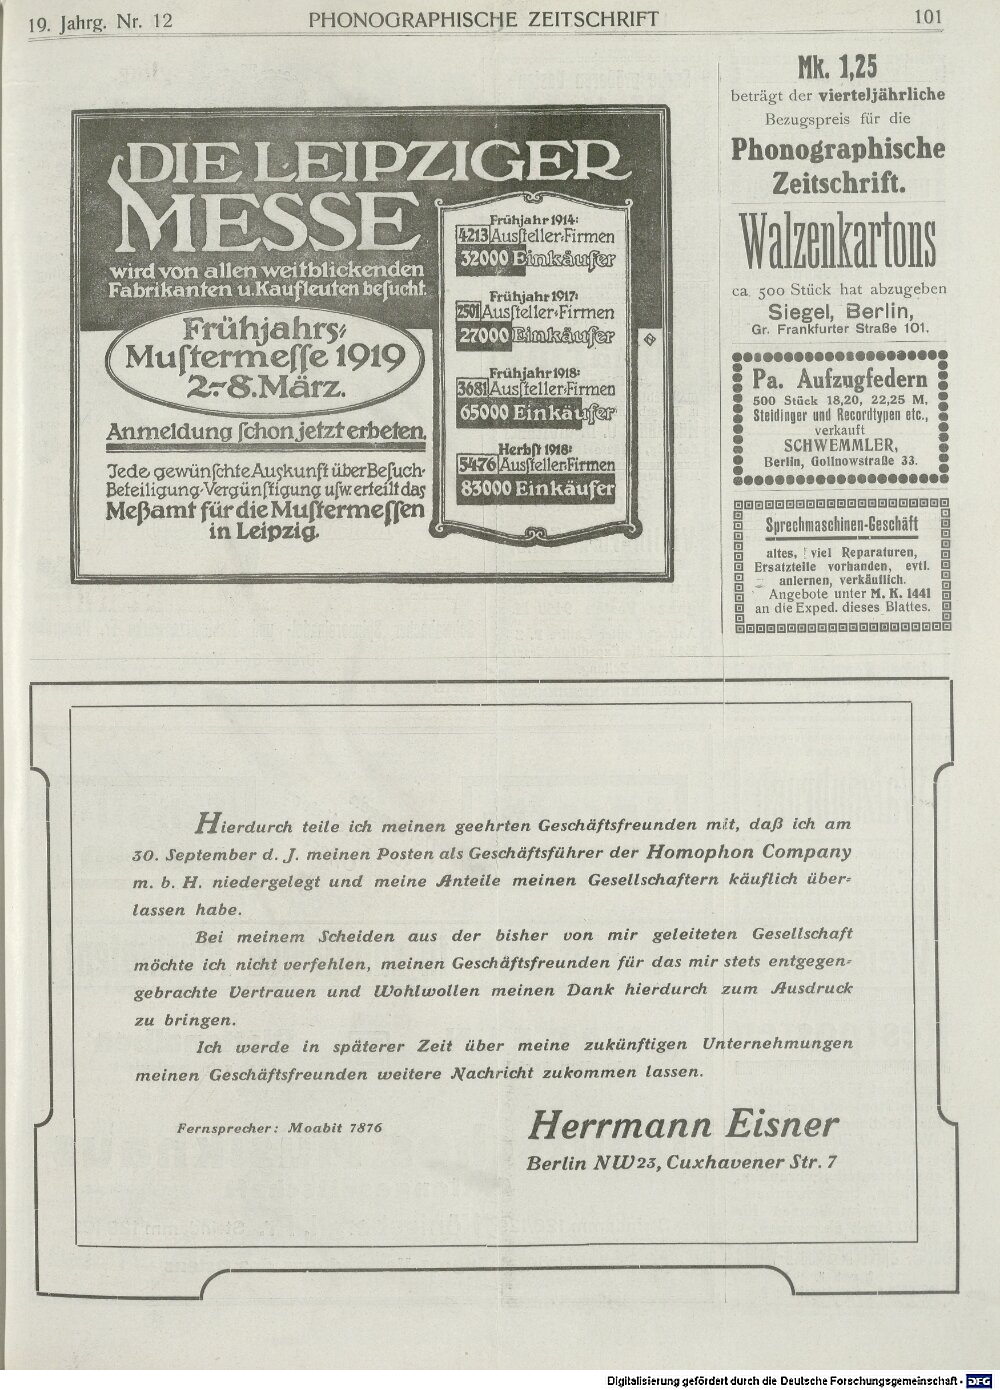 19. Jahrg. Nr. 12 PHONOGRAPHISCHE ZEITSCHRIFT 101
DIE LEIPZIGER
MESSE
wird von allen weitblickenden
Fabrikanten u. Kaufleuten beſucht.
Frühjahrs-
Muſtermeſſe 1919
2.-8. März.
Anmeldung ſchon jetzt erbeten.
Jede gewünſchte Auskunft über Beſuch-
Beteiligung-Vergünſtigung uſw. erteilt das
Meßamt für die Muſtermeſſen
in Leipzig.
Frühjahr 1914:
4213 Ausſteller-Firmen
32000 Einkäufer
Frühjahr 1917:
2501 Ausſteller-Firmen
27000 Einkäufer
Frühjahr 1918:
3681 Ausſteller-Firmen
65000 Einkäufer
Herbſt 1918:
5476 Ausſteller-Firmen
83000 Einkäufer
Mk. 1,25
beträgt der vierteljährliche
Bezugspreis für die
Phonographische
Zeitschrift.
Walzenkartons
ca. 500 Stück hat abzugeben
Siegel, Berlin,
Gr. Frankfurter Straße 101.
Pa. Aufzugfedern
500 Stück 18,20, 22,25 M.
Steidinger und Recordtypen etc.,
verkauft
SCHWEMMLER,
Berlin, Gollnowstraße 33.
Sprechmaschinen-Geschäft
altes, viel Reparaturen,
Ersatzteile vorhanden, evtl.
anlernen, verkäuflich.
Angebote unter M. K. 1441
an die Exped. dieses Blattes.
Hierdurch teile ich meinen geehrten Geschäftsfreunden mit, daß ich am
30. September d. J. meinen Posten als Geschäftsführer der Homophon Company
m. b. H. niedergelegt und meine Anteile meinen Gesellschaftern käuflich über-
lassen habe.
Bei meinem Scheiden aus der bisher von mir geleiteten Gesellschaft
möchte ich nicht verfehlen, meinen Geschäftsfreunden für das mir stets entgegen-
gebrachte Vertrauen und Wohlwollen meinen Dank hierdurch zum Ausdruck
zu bringen.
Ich werde in späterer Zeit über meine zukünftigen Unternehmungen
meinen Geschäftsfreunden weitere Nachricht zukommen lassen.
Fernsprecher: Moabit 7876
Herrmann Eisner
Berlin NW23, Cuxhavener Str. 7
Digitalisierung gefördert durch die Deutsche Forschungsgemeinschaft - DFG